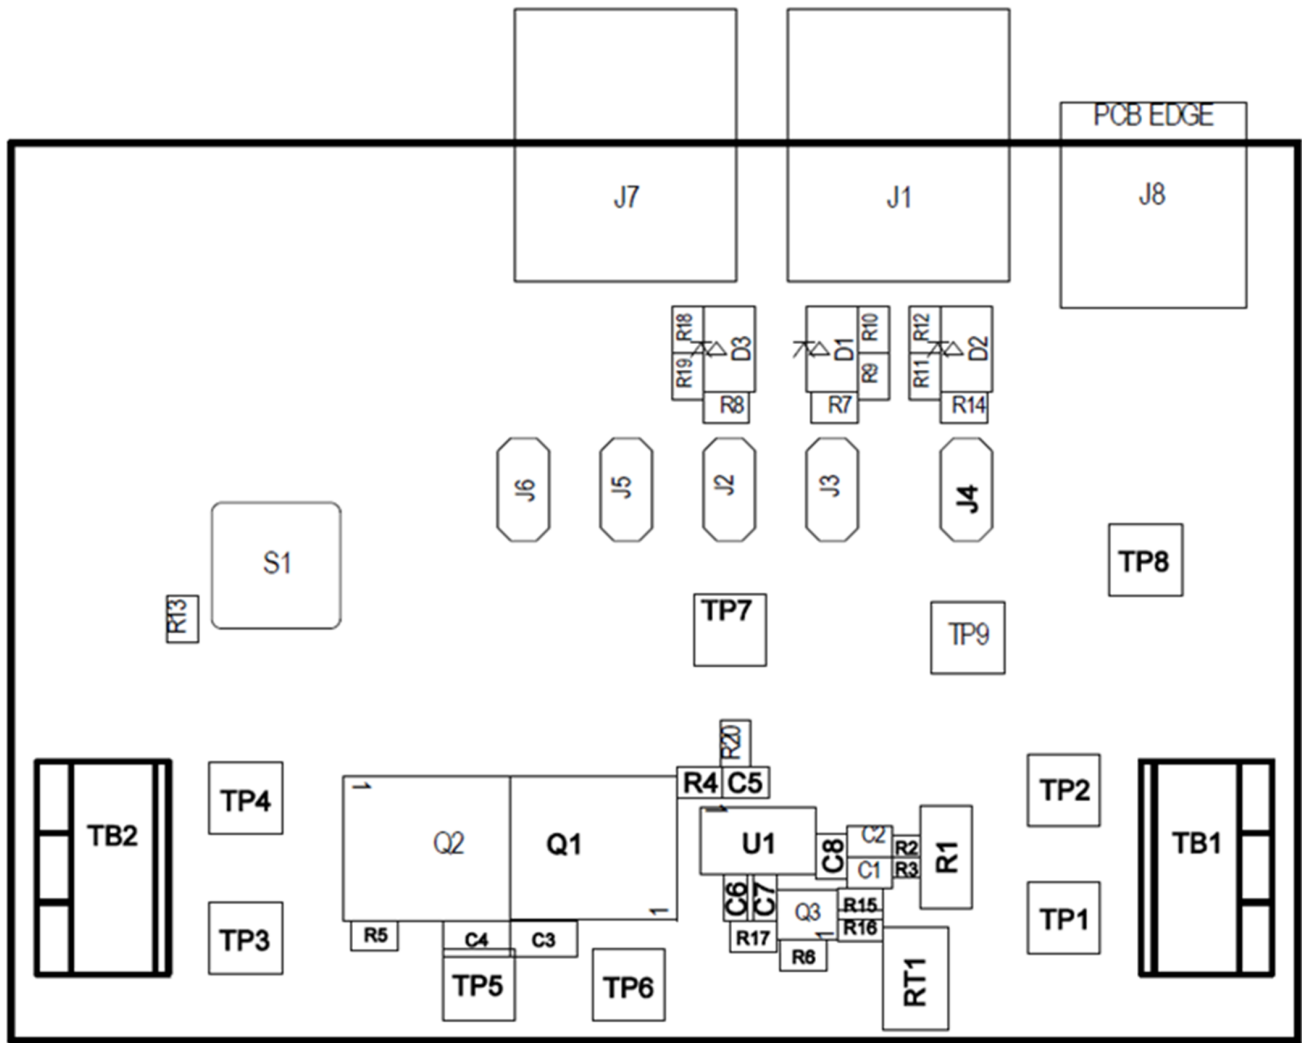 PCB EDGE
J7
J1
J8
R18
R19
D3
R8
D1
R10
R9
R7
R12
R11
D2
R14
J6
J5
J2
J3
J4
S1
R13
TP8
TP7
TP9
R20
R4
C5
TB2
TP4
TP3
1
Q2
Q1
1
R5
C4
C3
TP5
TP6
1
U1
C8
C2
C1
R2
R3
R1
C6
C7
Q3
1
R15
R16
R17
R6
RT1
TP2
TP1
TB1